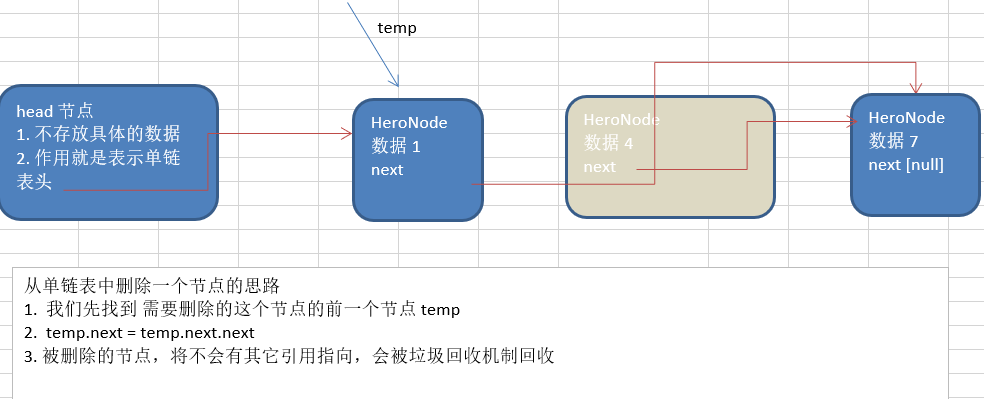 temp
head 节点
1. 不存放具体的数据
2. 作用就是表示单链
表头
HeroNode
数据 1
next
HeroNode
数据 4
next
HeroNode
数据 7
next [null]
从单链表中删除一个节点的思路
1. 我们先找到 需要删除的这个节点的前一个节点 temp
2. temp.next = temp.next.next
3. 被删除的节点，将不会有其它引用指向，会被垃圾回收机制回收